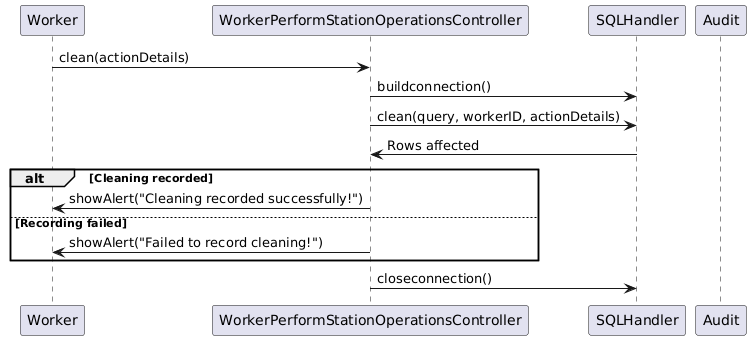 Worker WorkerPerformStationOperationsController SQLHandler Audit
clean(actionDetails)
buildconnection()
clean(query, workerID, actionDetails)
Rows affected
alt [Cleaning recorded]
showAlert("Cleaning recorded successfully!")
[Recording failed]
showAlert("Failed to record cleaning!")
closeconnection()
Worker WorkerPerformStationOperationsController SQLHandler Audit